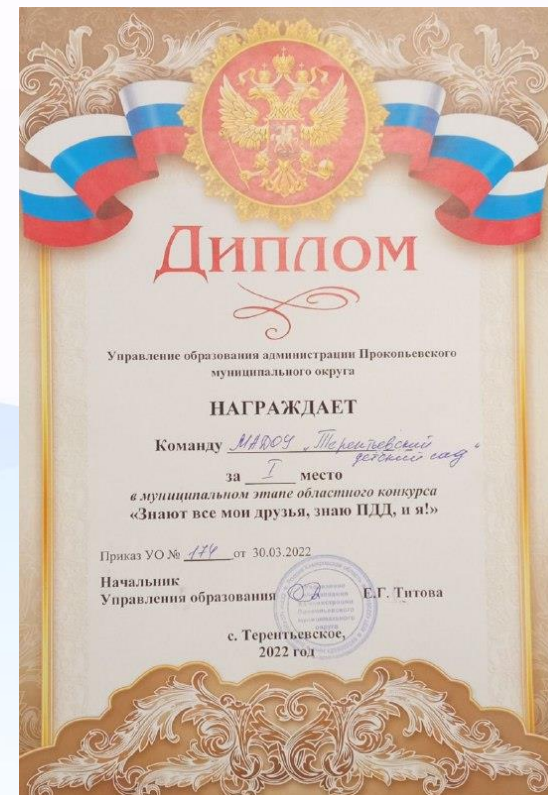 Диплом
Управление образования администрации Прокопьевского
муниципального округа
НАГРАЖДАЕТ
Команду МАДОУ „Терентьевский
детский сад“
за I место
в муниципальном этапе областного конкурса
«Знают все мои друзья, знаю ПДД, и я!»
Приказ УО № 174 от 30.03.2022
Начальник
Управления образования Е.Г. Титова
с. Терентьевское,
2022 год